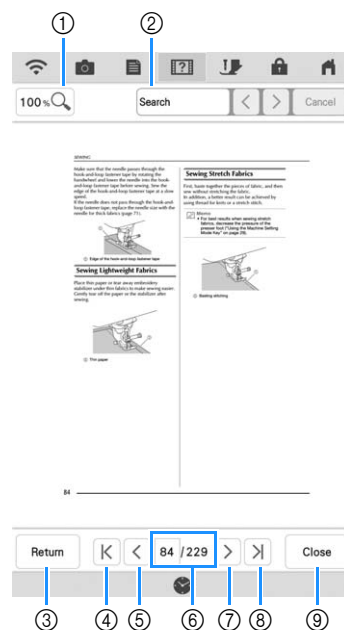 ① ②
100 % Search Cancel
SEWING
Make sure that the needle passes through the
hook-and-loop fastener tape by rotating the
handwheel and lower the needle into the hook-
and-loop fastener tape before sewing. Sew the
edge of the hook-and-loop fastener tape at a slow
speed.
If the needle does not pass through the hook-and-
loop fastener tape, replace the needle size with the
needle for thick fabrics (page 71).
① Edge of the hook-and-loop fastener tape
Sewing Lightweight Fabrics
Place thin paper or tear away embroidery
stabilizer under thin fabrics to make sewing easier.
Gently tear off the paper or the stabilizer after
sewing.
① Thin paper
Sewing Stretch Fabrics
First, baste together the pieces of fabric, and then
sew without stretching the fabric.
In addition, a better result can be achieved by
using thread for knits or a stretch stitch.
Memo
• For best results when sewing stretch
fabrics, decrease the pressure of the
presser foot ("Using the Machine Setting
Mode Key" on page 29).
① Basting stitching
84
Return 84 / 229 Close
③ ④ ⑤ ⑥ ⑦ ⑧ ⑨